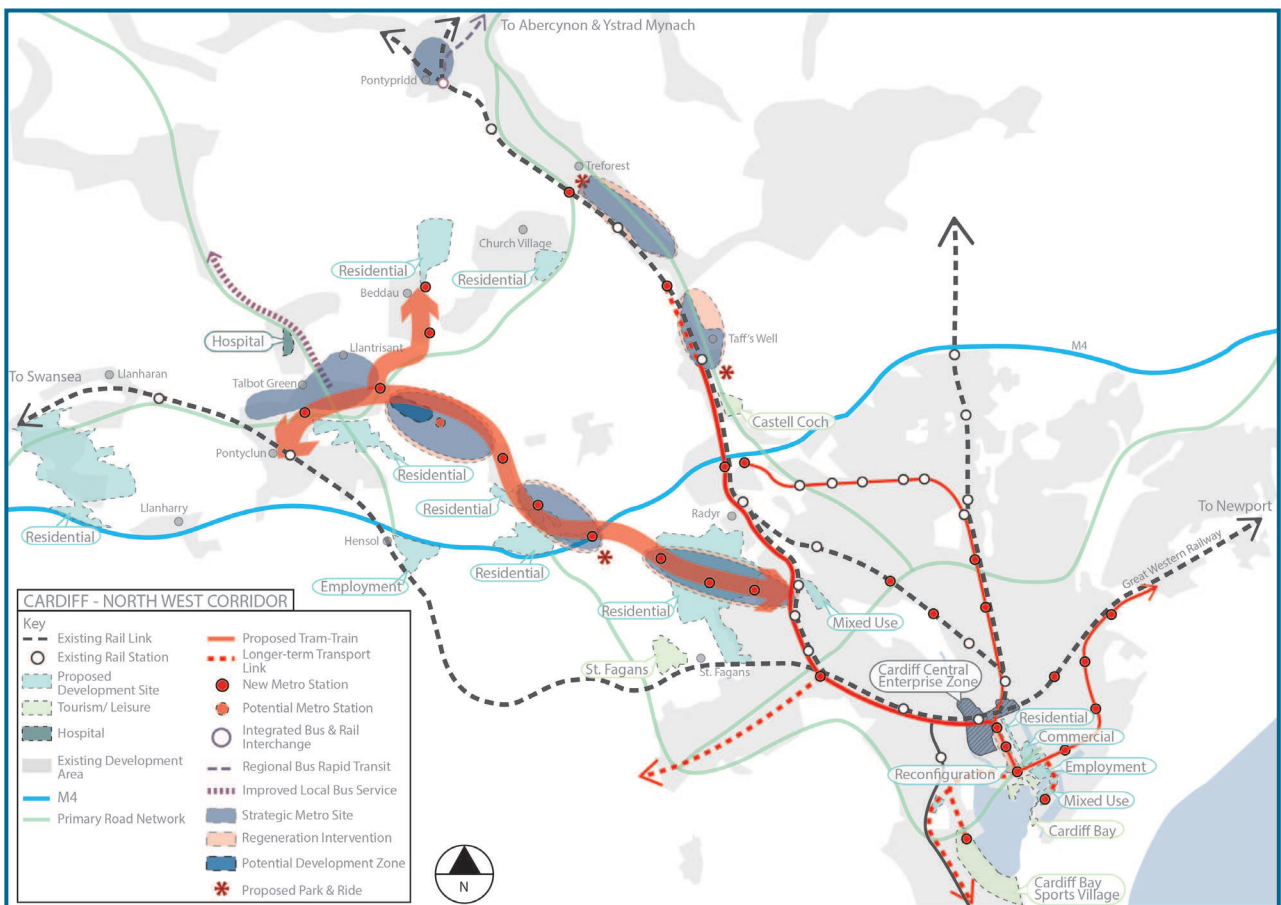 To Abercynon & Ystrad Mynach
Pontypridd
Treforest
Church Village
Residential
Residential
Beddau
Hospital
Llantrisant
Taff's Well
M4
To Swansea
Llanharan
Talbot Green
Castell Coch
Pontyclun
Residential
Residential
Radyr
To Newport
Llanharry
Residential
Hensol
Residential
Great Western Railway
Employment
Residential
Mixed Use
St. Fagans
St. Fagans
Cardiff Central
Enterprise Zone
Residential
Commercial
Reconfiguration
Employment
Mixed Use
Cardiff Bay
Cardiff Bay
Sports Village
CARDIFF - NORTH WEST CORRIDOR
Key
Existing Rail Link
Existing Rail Station
Proposed
Development Site
Tourism/ Leisure
Hospital
Existing Development
Area
M4
Primary Road Network
Proposed Tram-Train
Longer-term Transport
Link
New Metro Station
Potential Metro Station
Integrated Bus & Rail
Interchange
Regional Bus Rapid Transit
Improved Local Bus Service
Strategic Metro Site
Regeneration Intervention
Potential Development Zone
Proposed Park & Ride
N